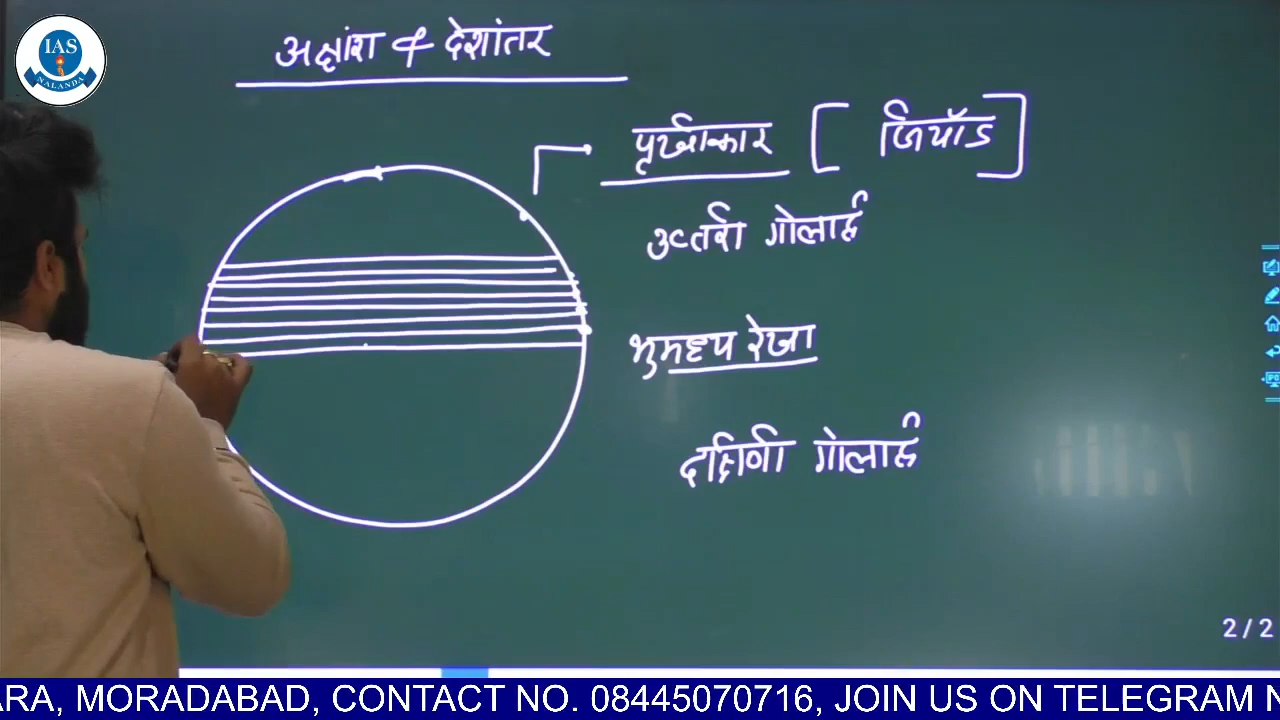 IAS
NALANDA
अक्षांश & देशांतर
पृथ्वाकार [ जियॉड ]
उत्तरी गोलार्द्ध
भुमध्य रेखा
दक्षिणी गोलार्द्ध
2/2
ARA, MORADABAD, CONTACT NO. 08445070716, JOIN US ON TELEGRAM N